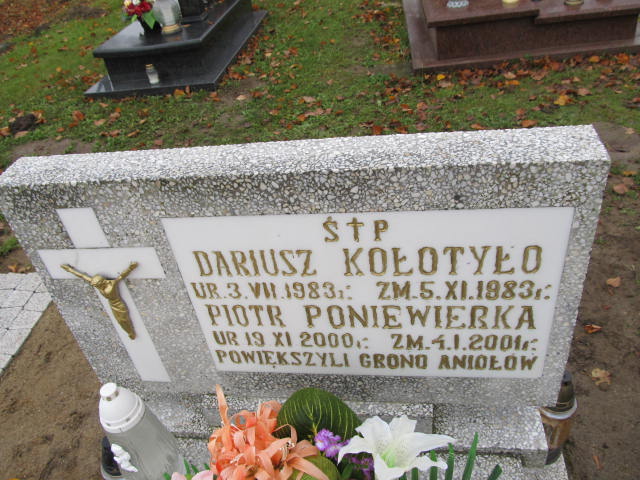 Ś † P
DARIUSZ KOŁOTYŁO
UR. 3. VII. 1983 r. ZM. 5. XI. 1983 r.
PIOTR PONIEWIERKA
UR 19 XI 2000 r. ZM. 4. I. 2001 r.
POWIĘKSZYLI GRONO ANIOŁÓW